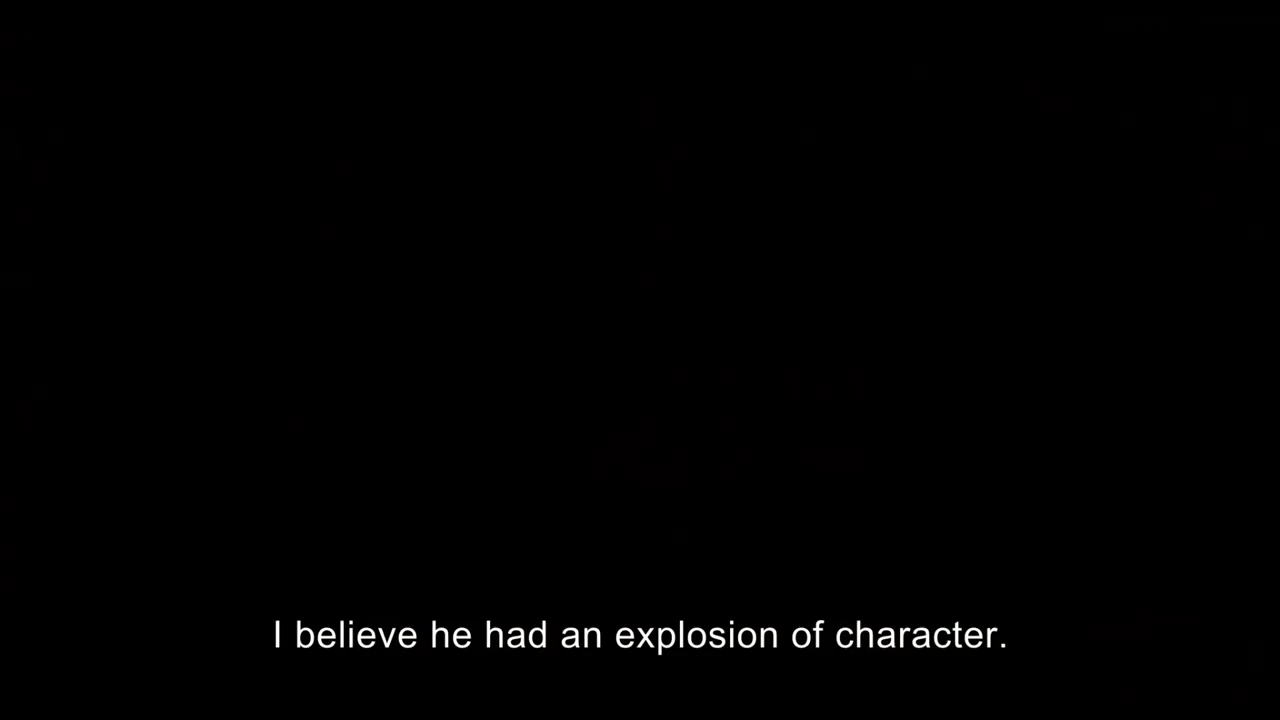 I believe he had an explosion of character.